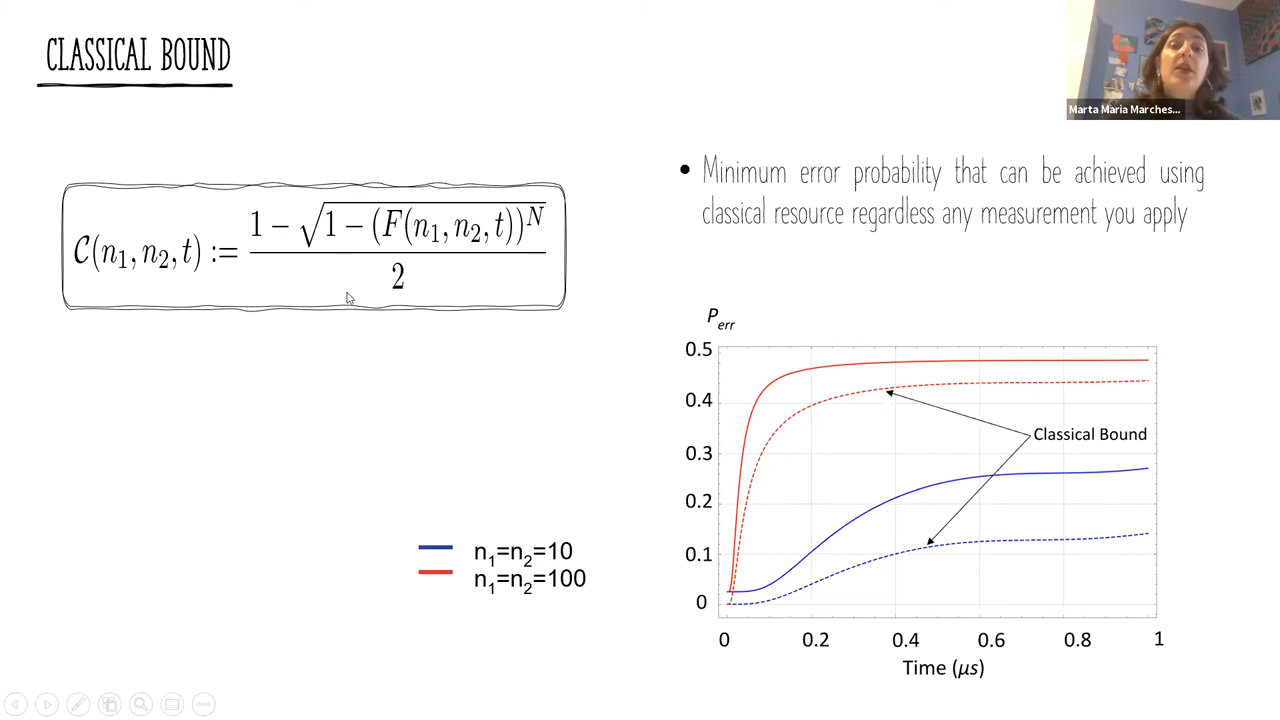 CLASSICAL BOUND
Marta Maria Marches...
C(n₁, n₂, t) := (1 − √(1 − (F(n₁, n₂, t))ᴺ)) / 2
• Minimum error probability that can be achieved using
classical resource regardless any measurement you apply
P_err
0.5
0.4
0.3
0.2
0.1
0
Classical Bound
0 0.2 0.4 0.6 0.8 1
Time (μs)
n₁=n₂=10
n₁=n₂=100